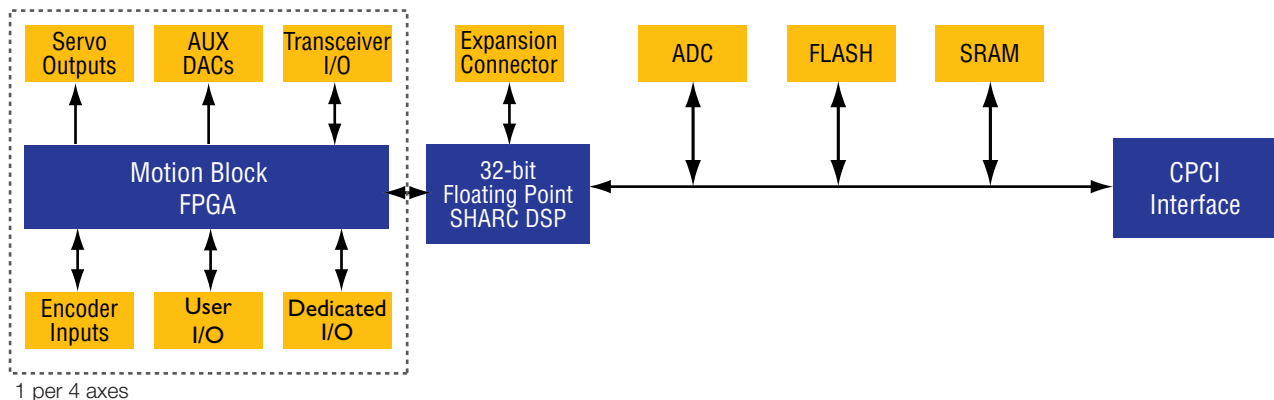 Servo
Outputs
AUX
DACs
Transceiver
I/O
Expansion
Connector
ADC
FLASH
SRAM
Motion Block
FPGA
32-bit
Floating Point
SHARC DSP
CPCI
Interface
Encoder
Inputs
User
I/O
Dedicated
I/O
1 per 4 axes